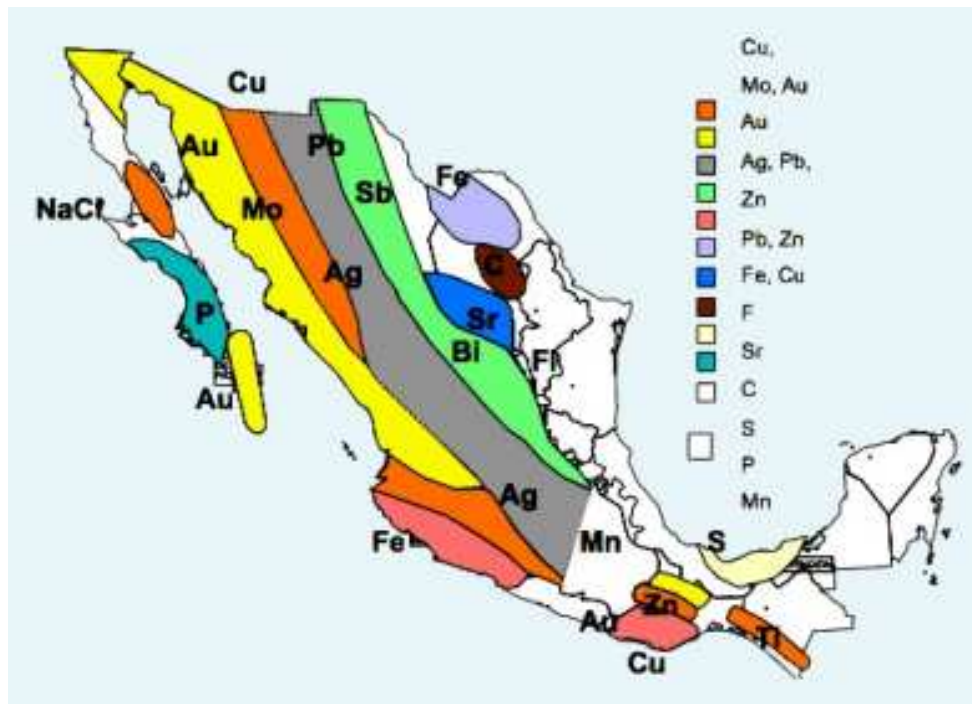 Cu,
Mo, Au
Au
Ag, Pb,
Zn
Pb, Zn
Fe, Cu
F
Sr
C
S
P
Mn
Cu
Au
Pb
Sb
Fe
NaCl
Mo
Ag
C
P
Sr
Bi
Fl
Au
Ag
Fe
Mn
S
Zn
Au
Ti
Cu